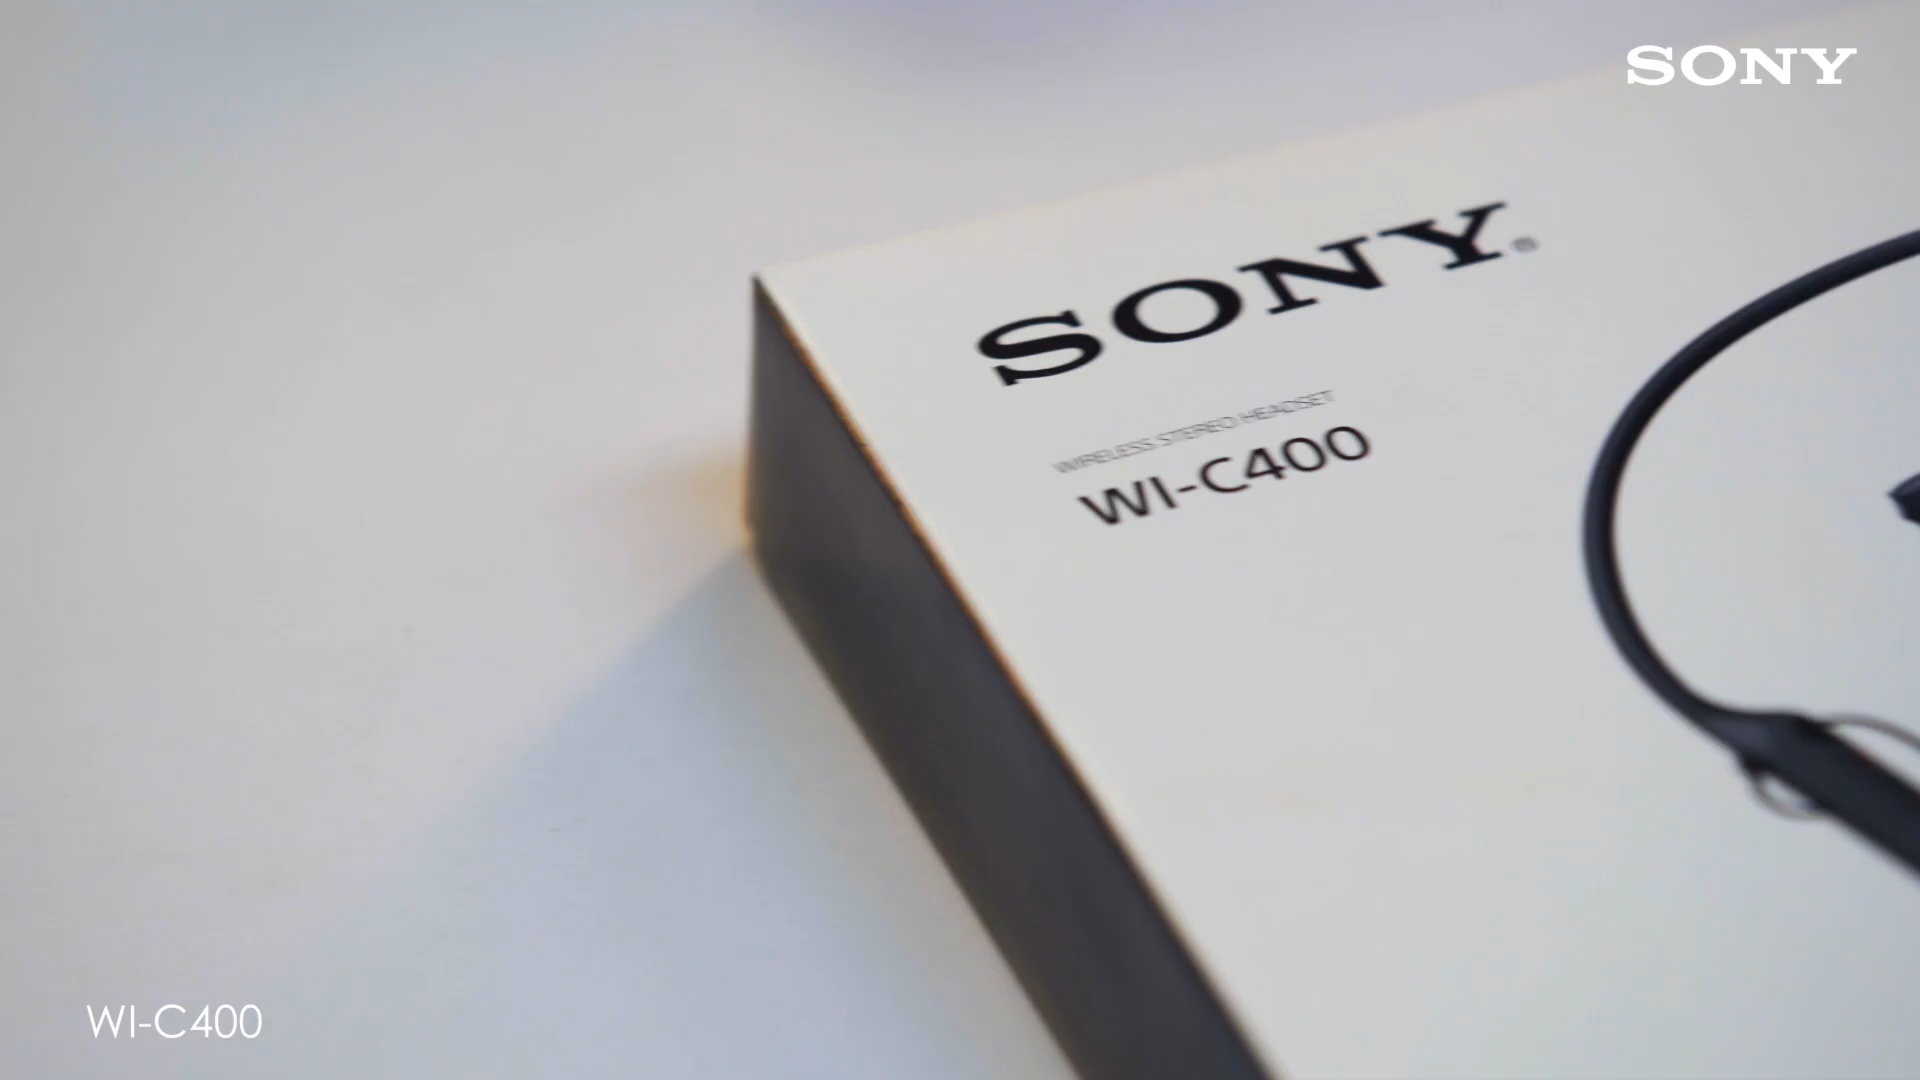 SONY
SONY®
WIRELESS STEREO HEADSET
WI-C400
WI-C400